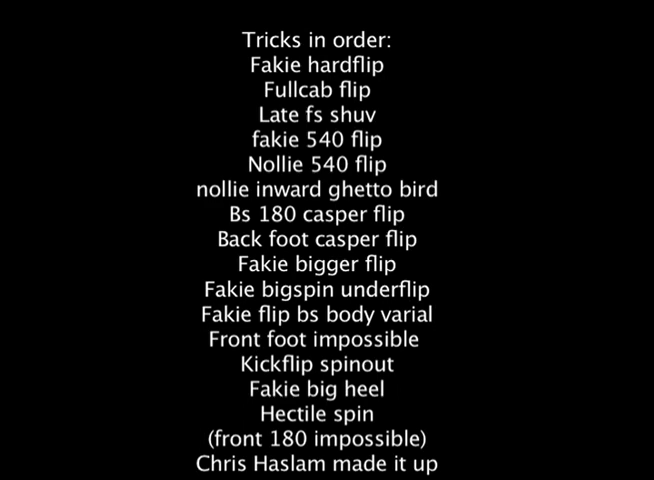 Tricks in order:
Fakie hardflip
Fullcab flip
Late fs shuv
fakie 540 flip
Nollie 540 flip
nollie inward ghetto bird
Bs 180 casper flip
Back foot casper flip
Fakie bigger flip
Fakie bigspin underflip
Fakie flip bs body varial
Front foot impossible
Kickflip spinout
Fakie big heel
Hectile spin
(front 180 impossible)
Chris Haslam made it up